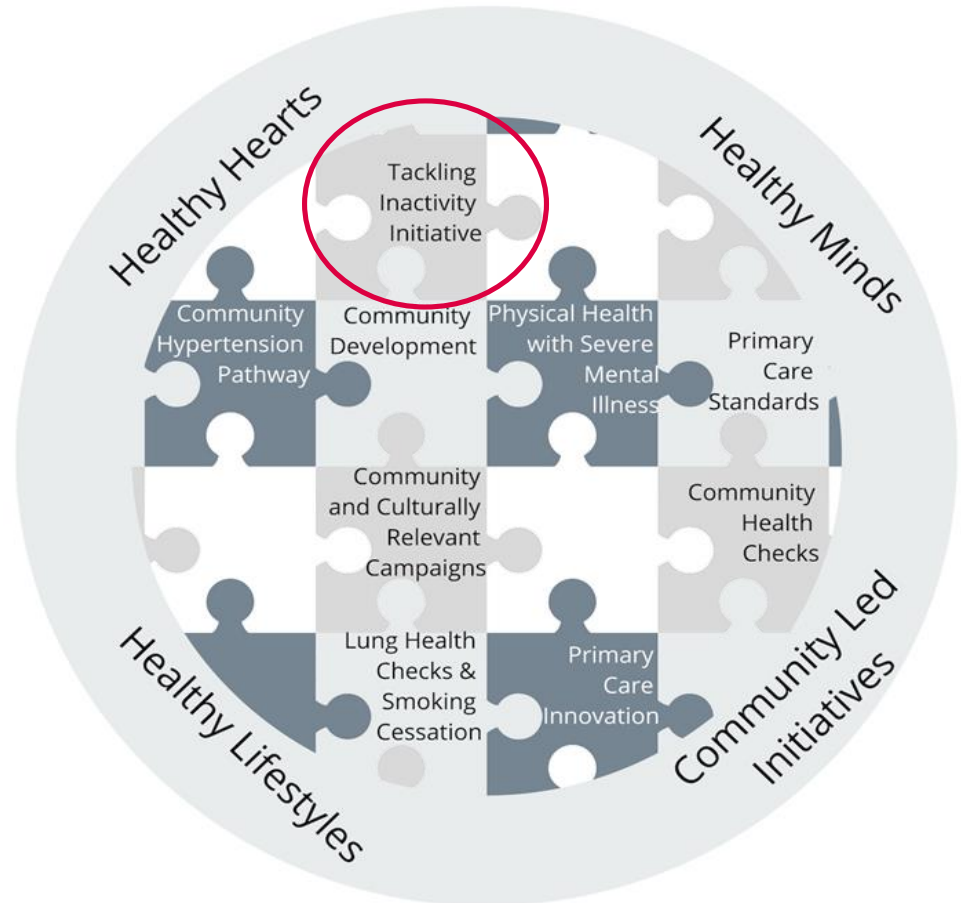 Healthy Hearts
Healthy Minds
Tackling
Inactivity
Initiative
Community
Hypertension
Pathway
Community
Development
Physical Health
with Severe
Mental
Illness
Primary
Care
Standards
Community
and Culturally
Relevant
Campaigns
Community
Health
Checks
Lung Health
Checks &
Smoking
Cessation
Primary
Care
Innovation
Healthy Lifestyles
Community Led
Initiatives